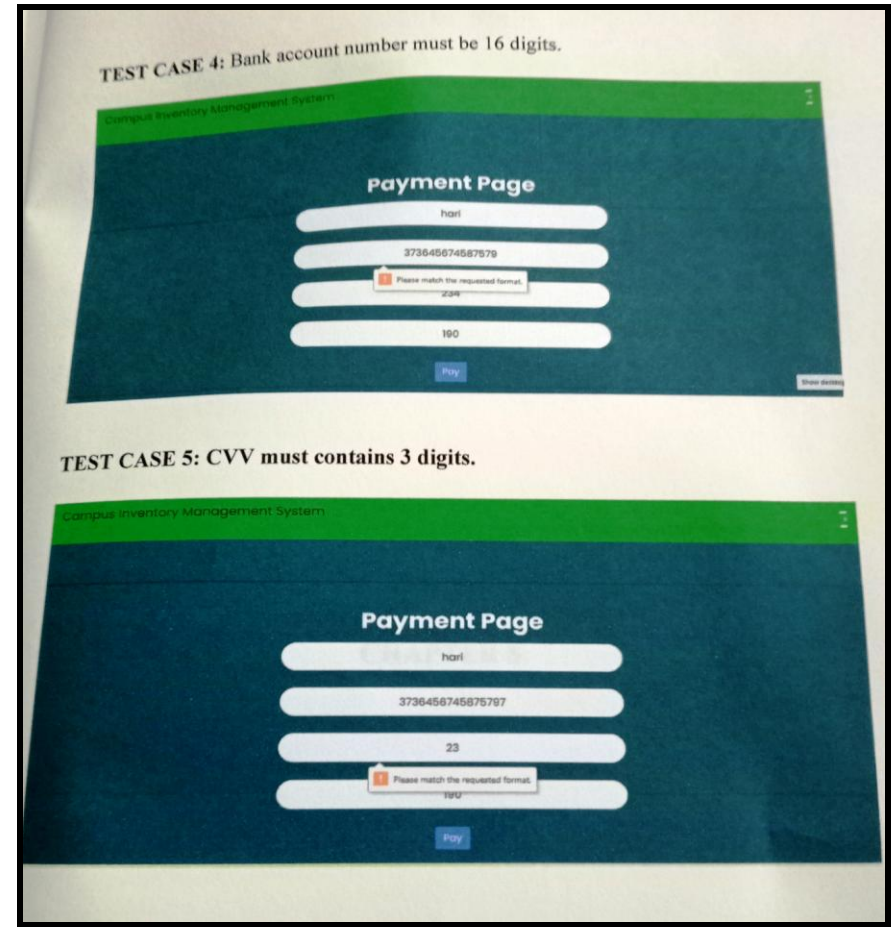 TEST CASE 4: Bank account number must be 16 digits.
Campus Inventory Management System
Payment Page
hari
373645674587579
Please match the requested format.
234
190
Pay
TEST CASE 5: CVV must contains 3 digits.
Campus Inventory Management System
Payment Page
hari
3736456745875797
23
Please match the requested format.
190
Pay